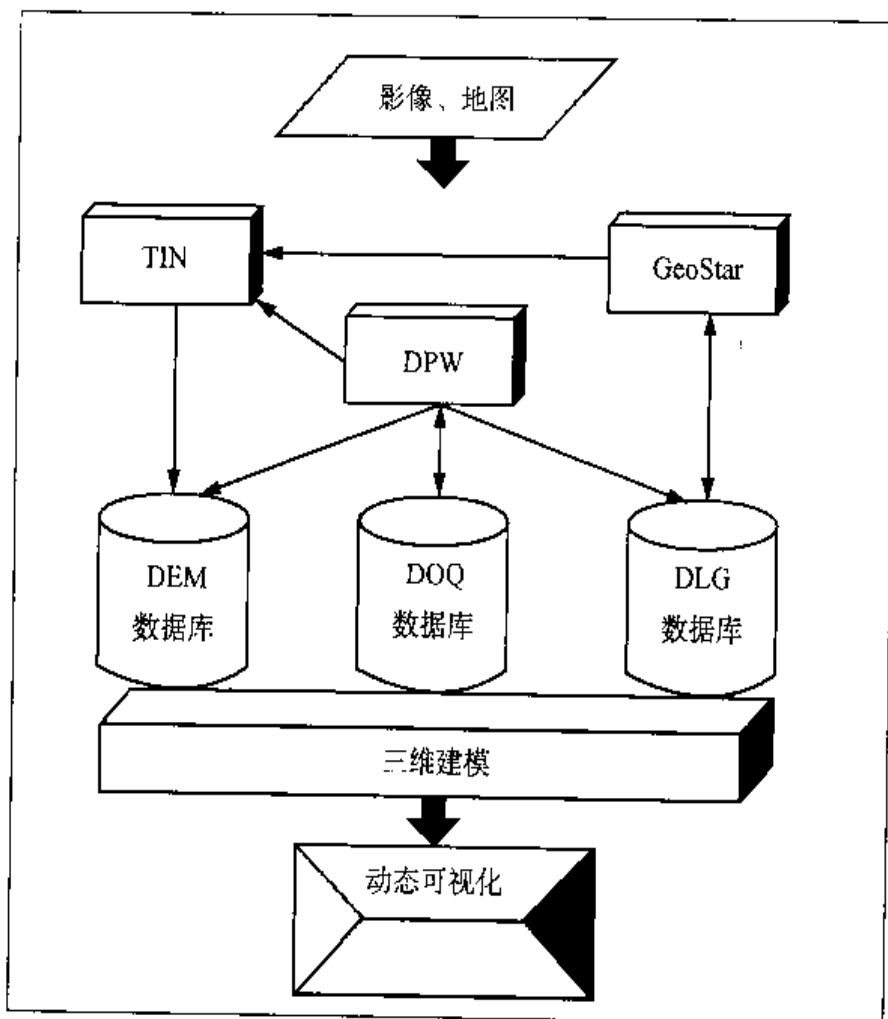 影像、地图
TIN
GeoStar
DPW
DEM
数据库
DOQ
数据库
DLG
数据库
三维建模
动态可视化